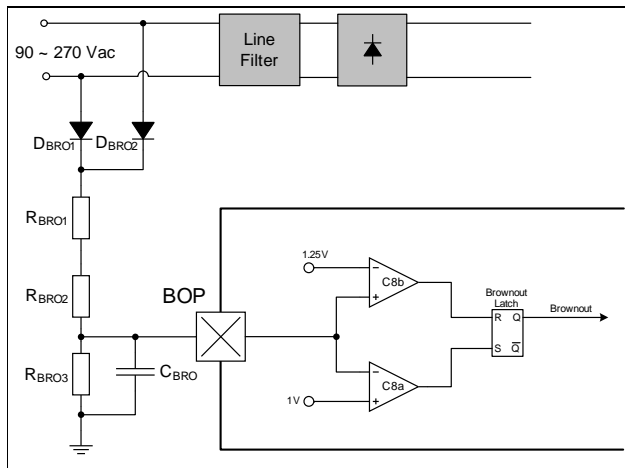 90 ~ 270 Vac
Line
Filter
DBRO1
DBRO2
RBRO1
RBRO2
RBRO3
CBRO
BOP
1.25V
C8b
Brownout
Latch
R Q
Brownout
S Q̅
C8a
1V